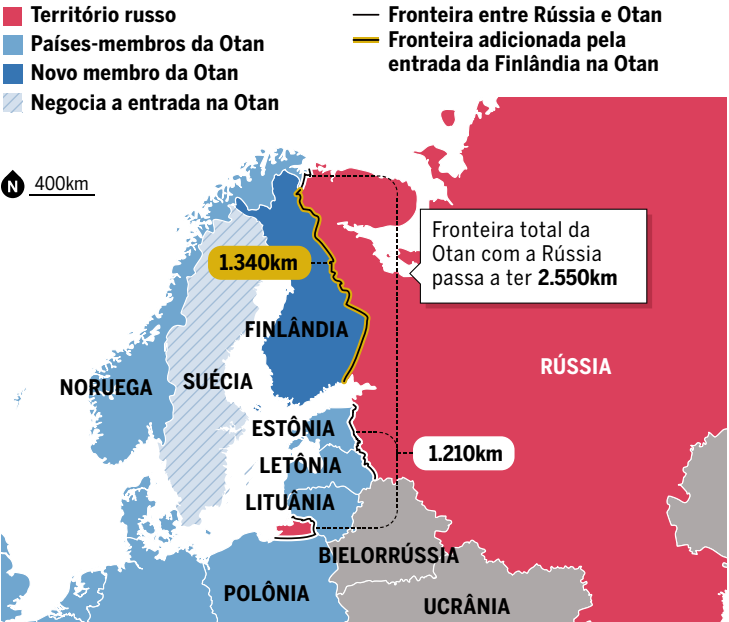 Território russo
Países-membros da Otan
Novo membro da Otan
Negocia a entrada na Otan
Fronteira entre Rússia e Otan
Fronteira adicionada pela
entrada da Finlândia na Otan
N 400km
Fronteira total da
Otan com a Rússia
passa a ter 2.550km
1.340km
FINLÂNDIA
RÚSSIA
NORUEGA
SUÉCIA
ESTÔNIA
1.210km
LETÔNIA
LITUÂNIA
BIELORRÚSSIA
POLÔNIA
UCRÂNIA